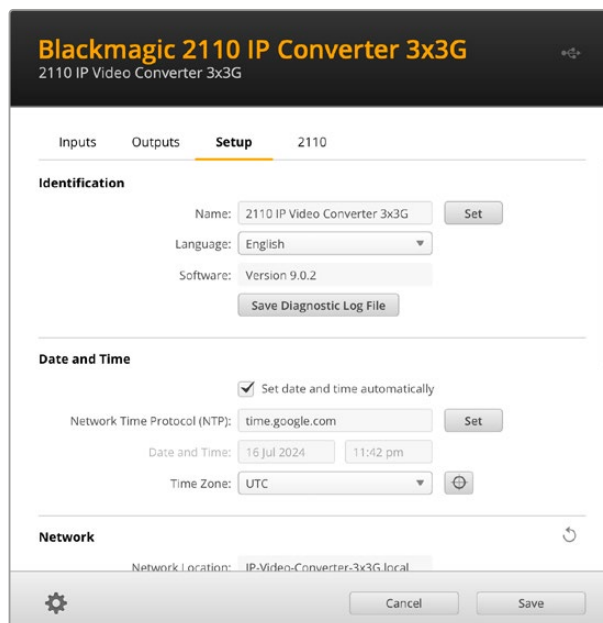 Blackmagic 2110 IP Converter 3x3G
2110 IP Video Converter 3x3G
Inputs Outputs Setup 2110
Identification
Name: 2110 IP Video Converter 3x3G Set
Language: English
Software: Version 9.0.2
Save Diagnostic Log File
Date and Time
Set date and time automatically
Network Time Protocol (NTP): time.google.com Set
Date and Time: 16 Jul 2024 11:42 pm
Time Zone: UTC
Network
Network Location: IP-Video-Converter-3x3G.local
Cancel Save